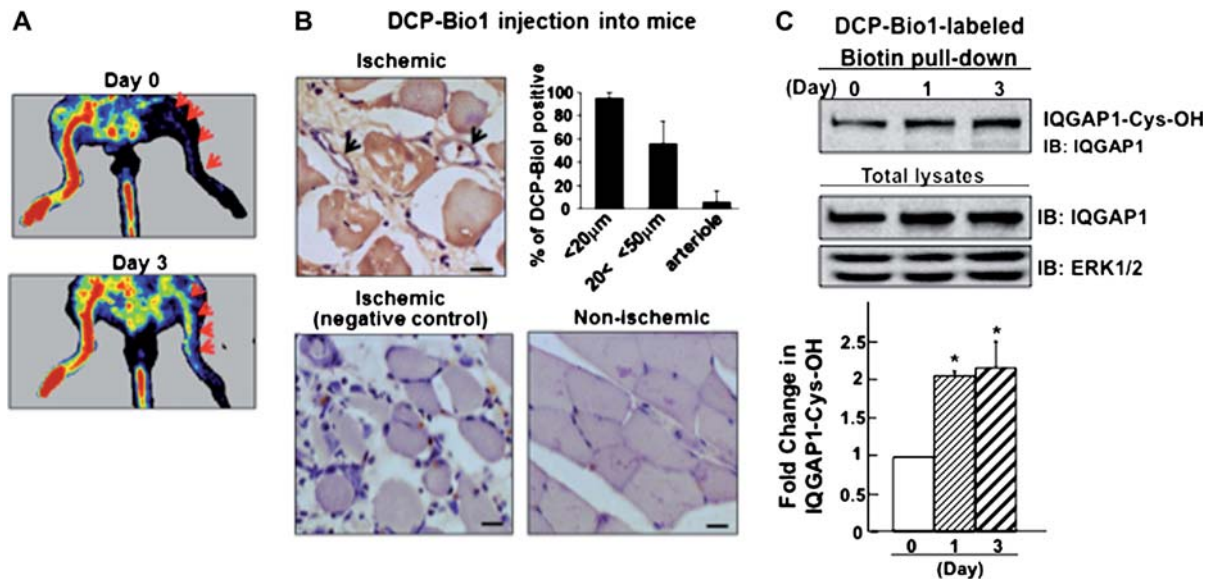 A
Day 0
Day 3
B
DCP-Bio1 injection into mice
Ischemic
% of DCP-BioI positive
100
80
60
40
20
0
<20μm
20< <50μm
arteriole
Ischemic
(negative control)
Non-ischemic
C
DCP-Bio1-labeled
Biotin pull-down
(Day) 0 1 3
IQGAP1-Cys-OH
IB: IQGAP1
Total lysates
IB: IQGAP1
IB: ERK1/2
Fold Change in
IQGAP1-Cys-OH
2.5
2
1.5
1
0.5
0
* *
0 1 3
(Day)